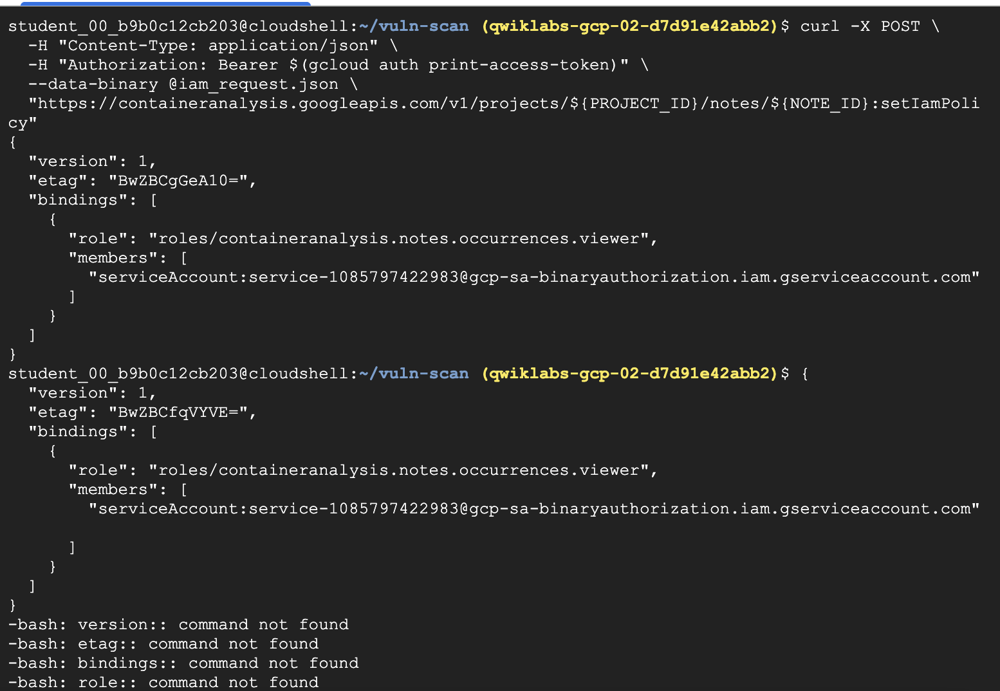 student_00_b9b0c12cb203@cloudshell:~/vuln-scan (qwiklabs-gcp-02-d7d91e42abb2)$ curl -X POST \
  -H "Content-Type: application/json" \
  -H "Authorization: Bearer $(gcloud auth print-access-token)" \
  --data-binary @iam_request.json \
  "https://containeranalysis.googleapis.com/v1/projects/${PROJECT_ID}/notes/${NOTE_ID}:setIamPoli
cy"
{
  "version": 1,
  "etag": "BwZBCgGeA10=",
  "bindings": [
    {
      "role": "roles/containeranalysis.notes.occurrences.viewer",
      "members": [
        "serviceAccount:service-1085797422983@gcp-sa-binaryauthorization.iam.gserviceaccount.com"
      ]
    }
  ]
}
student_00_b9b0c12cb203@cloudshell:~/vuln-scan (qwiklabs-gcp-02-d7d91e42abb2)$ {
  "version": 1,
  "etag": "BwZBCfqVYVE=",
  "bindings": [
    {
      "role": "roles/containeranalysis.notes.occurrences.viewer",
      "members": [
        "serviceAccount:service-1085797422983@gcp-sa-binaryauthorization.iam.gserviceaccount.com"
      ]
    }
  ]
}
-bash: version:: command not found
-bash: etag:: command not found
-bash: bindings:: command not found
-bash: role:: command not found